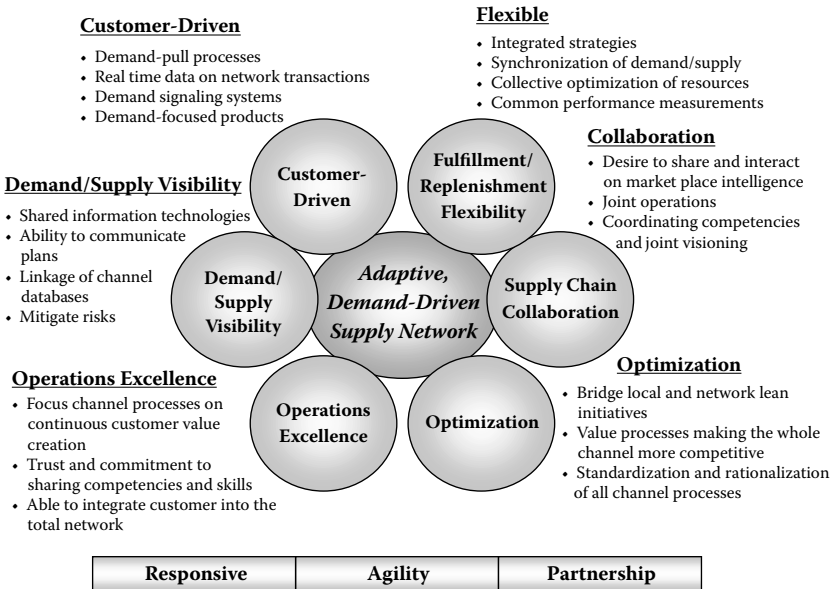 Customer-Driven
• Demand-pull processes
• Real time data on network transactions
• Demand signaling systems
• Demand-focused products
Flexible
• Integrated strategies
• Synchronization of demand/supply
• Collective optimization of resources
• Common performance measurements
Collaboration
• Desire to share and interact
on market place intelligence
• Joint operations
• Coordinating competencies
and joint visioning
Demand/Supply Visibility
• Shared information technologies
• Ability to communicate
plans
• Linkage of channel
databases
• Mitigate risks
Customer-
Driven
Fulfillment/
Replenishment
Flexibility
Demand/
Supply
Visibility
Adaptive,
Demand-Driven
Supply Network
Supply Chain
Collaboration
Operations
Excellence
Optimization
Operations Excellence
• Focus channel processes on
continuous customer value
creation
• Trust and commitment to
sharing competencies and skills
• Able to integrate customer into the
total network
Optimization
• Bridge local and network lean
initiatives
• Value processes making the whole
channel more competitive
• Standardization and rationalization
of all channel processes
Responsive
Agility
Partnership